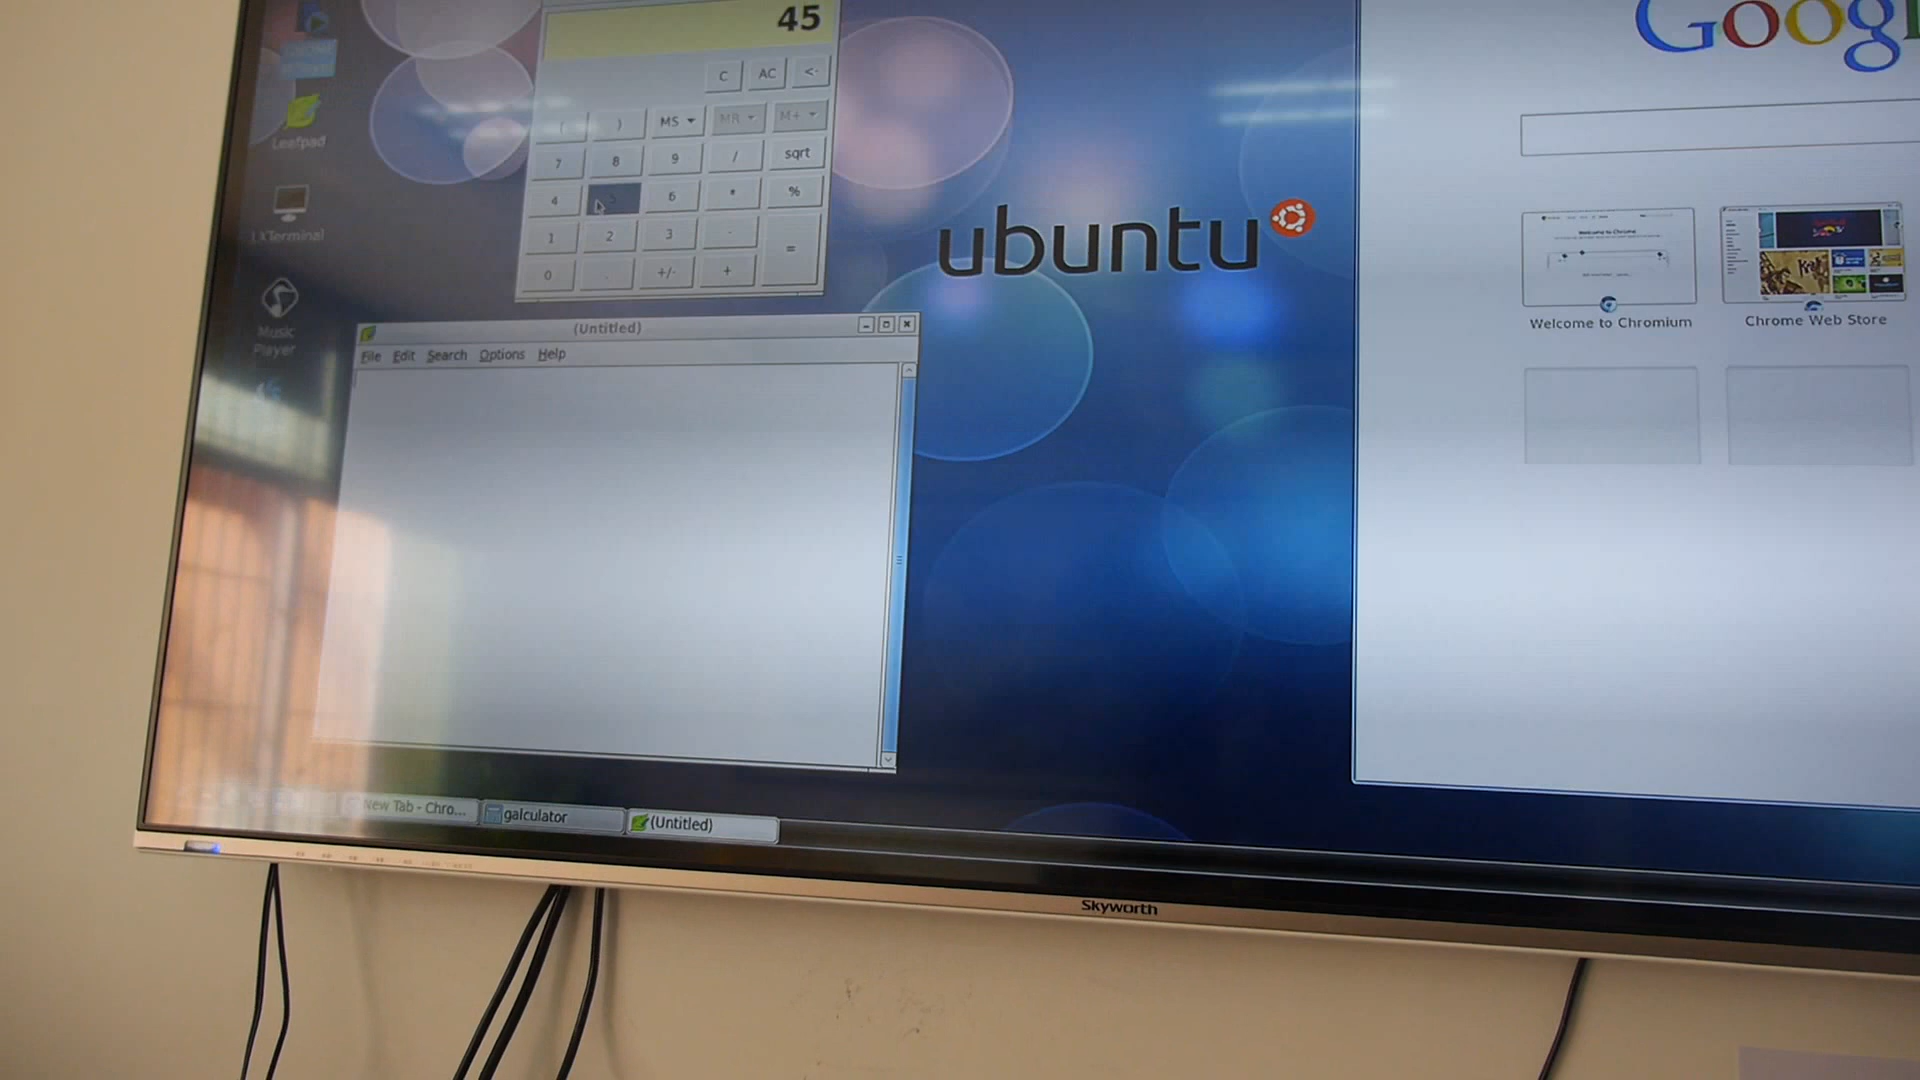 45
C AC <-
( ) MS MR M+
7 8 9 / sqrt
4 6 * %
1 2 3 - =
0 . +/- +
Leafpad
LXTerminal
Music
Player
ubuntu
(Untitled)
File Edit Search Options Help
Googl
Welcome to Chromium
Chrome Web Store
New Tab - Chro...
galculator
(Untitled)
Skyworth